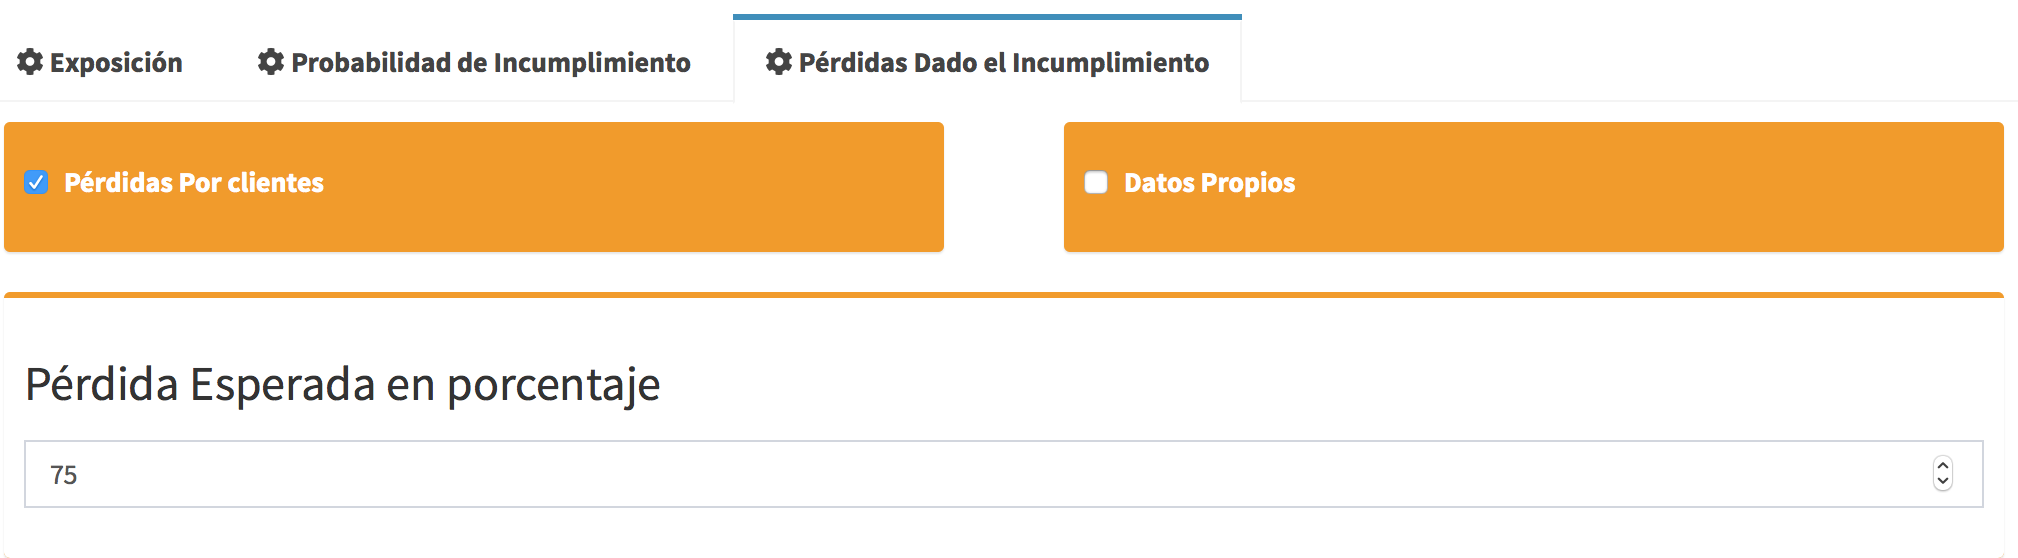 Exposición
Probabilidad de Incumplimiento
Pérdidas Dado el Incumplimiento
Pérdidas Por clientes
Datos Propios
Pérdida Esperada en porcentaje
75